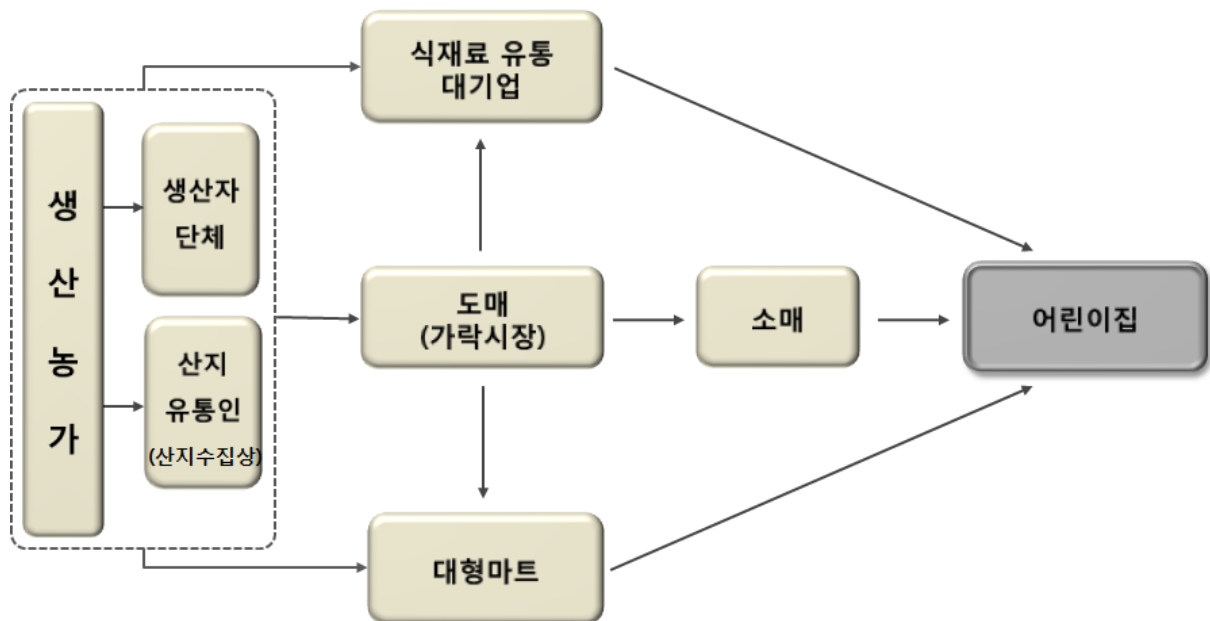 식재료 유통
대기업
생산농가
생산자
단체
산지
유통인
(산지수집상)
도매
(가락시장)
소매
어린이집
대형마트